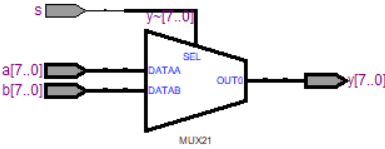 s
y~[7..0]
SEL
a[7..0]
DATAA
OUT0
y[7..0]
b[7..0]
DATAB
MUX21